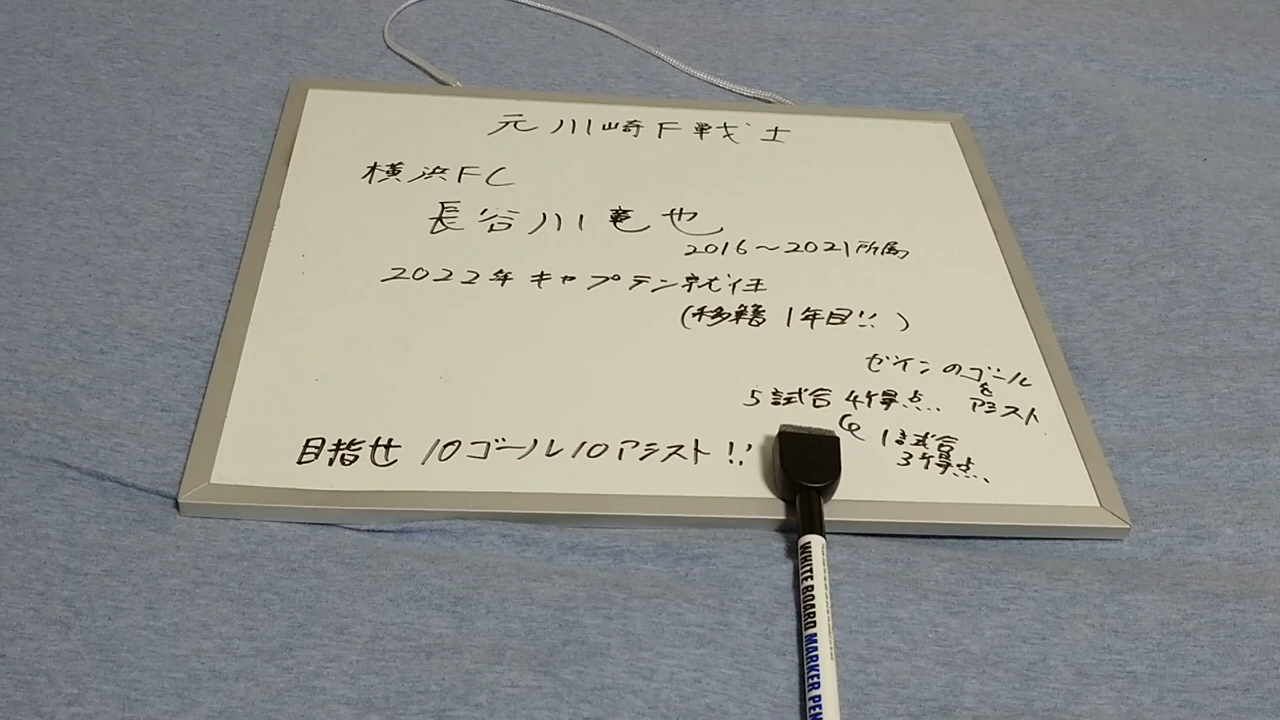 元川崎F戦士
横浜FC
長谷川竜也
2016～2021所属
2022年キャプテン就任
(移籍 1年目!!)
ゼインのゴール
を
アシスト
5試合 4得点…
1試合
3得点…
目指せ 10ゴール10アシスト!!
WHITE BOARD MARKER PEN